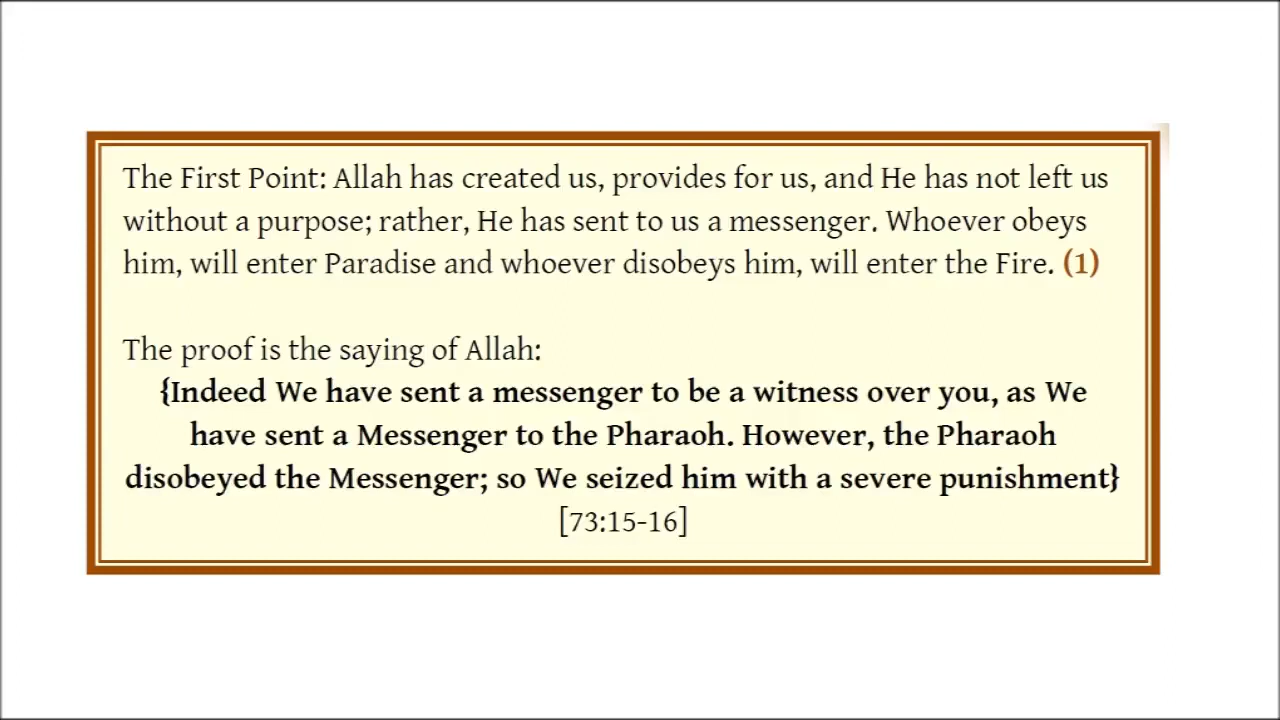 The First Point: Allah has created us, provides for us, and He has not left us
without a purpose; rather, He has sent to us a messenger. Whoever obeys
him, will enter Paradise and whoever disobeys him, will enter the Fire. (1)
The proof is the saying of Allah:
{Indeed We have sent a messenger to be a witness over you, as We
have sent a Messenger to the Pharaoh. However, the Pharaoh
disobeyed the Messenger; so We seized him with a severe punishment}
[73:15-16]